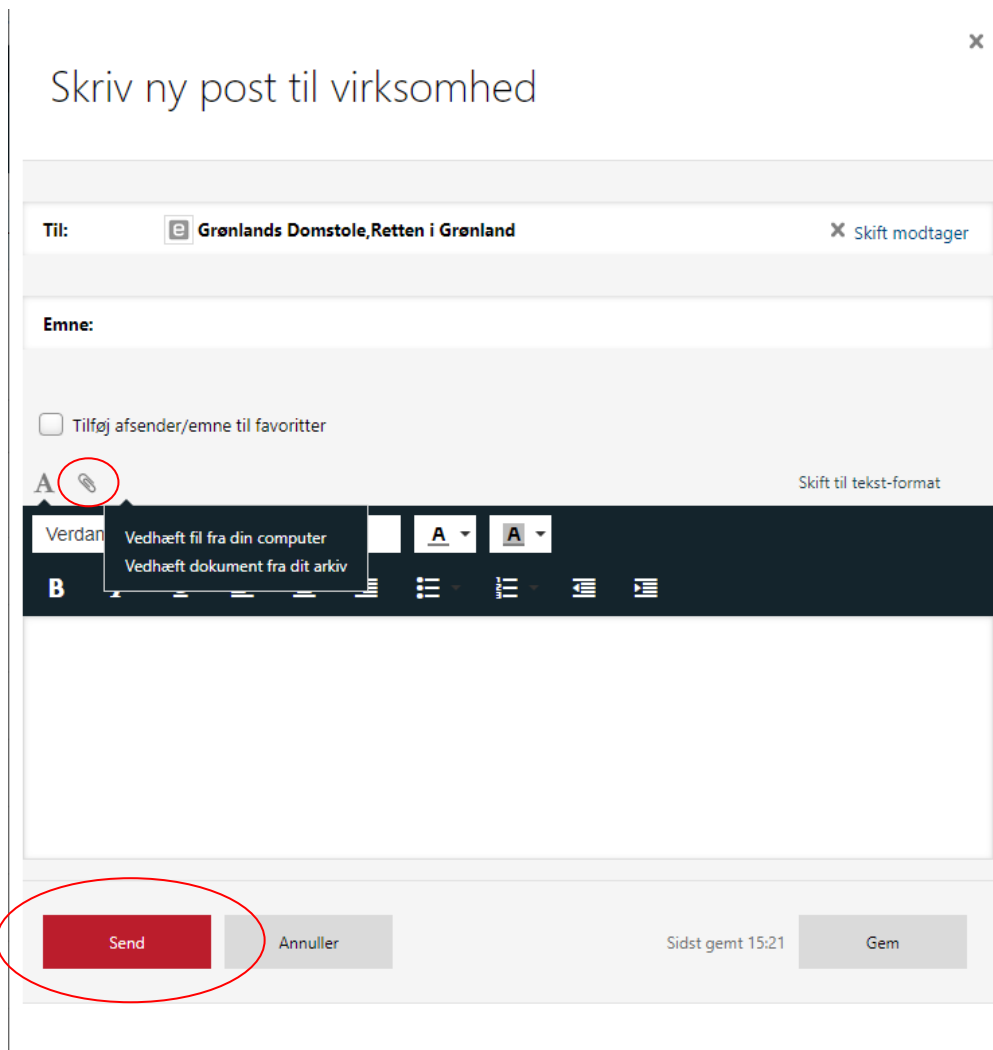 Skriv ny post til virksomhed
Til: Grønlands Domstole,Retten i Grønland Skift modtager
Emne:
Tilføj afsender/emne til favoritter
A Skift til tekst-format
Verdan A A
Vedhæft fil fra din computer
Vedhæft dokument fra dit arkiv
B
Send Annuller Sidst gemt 15:21 Gem